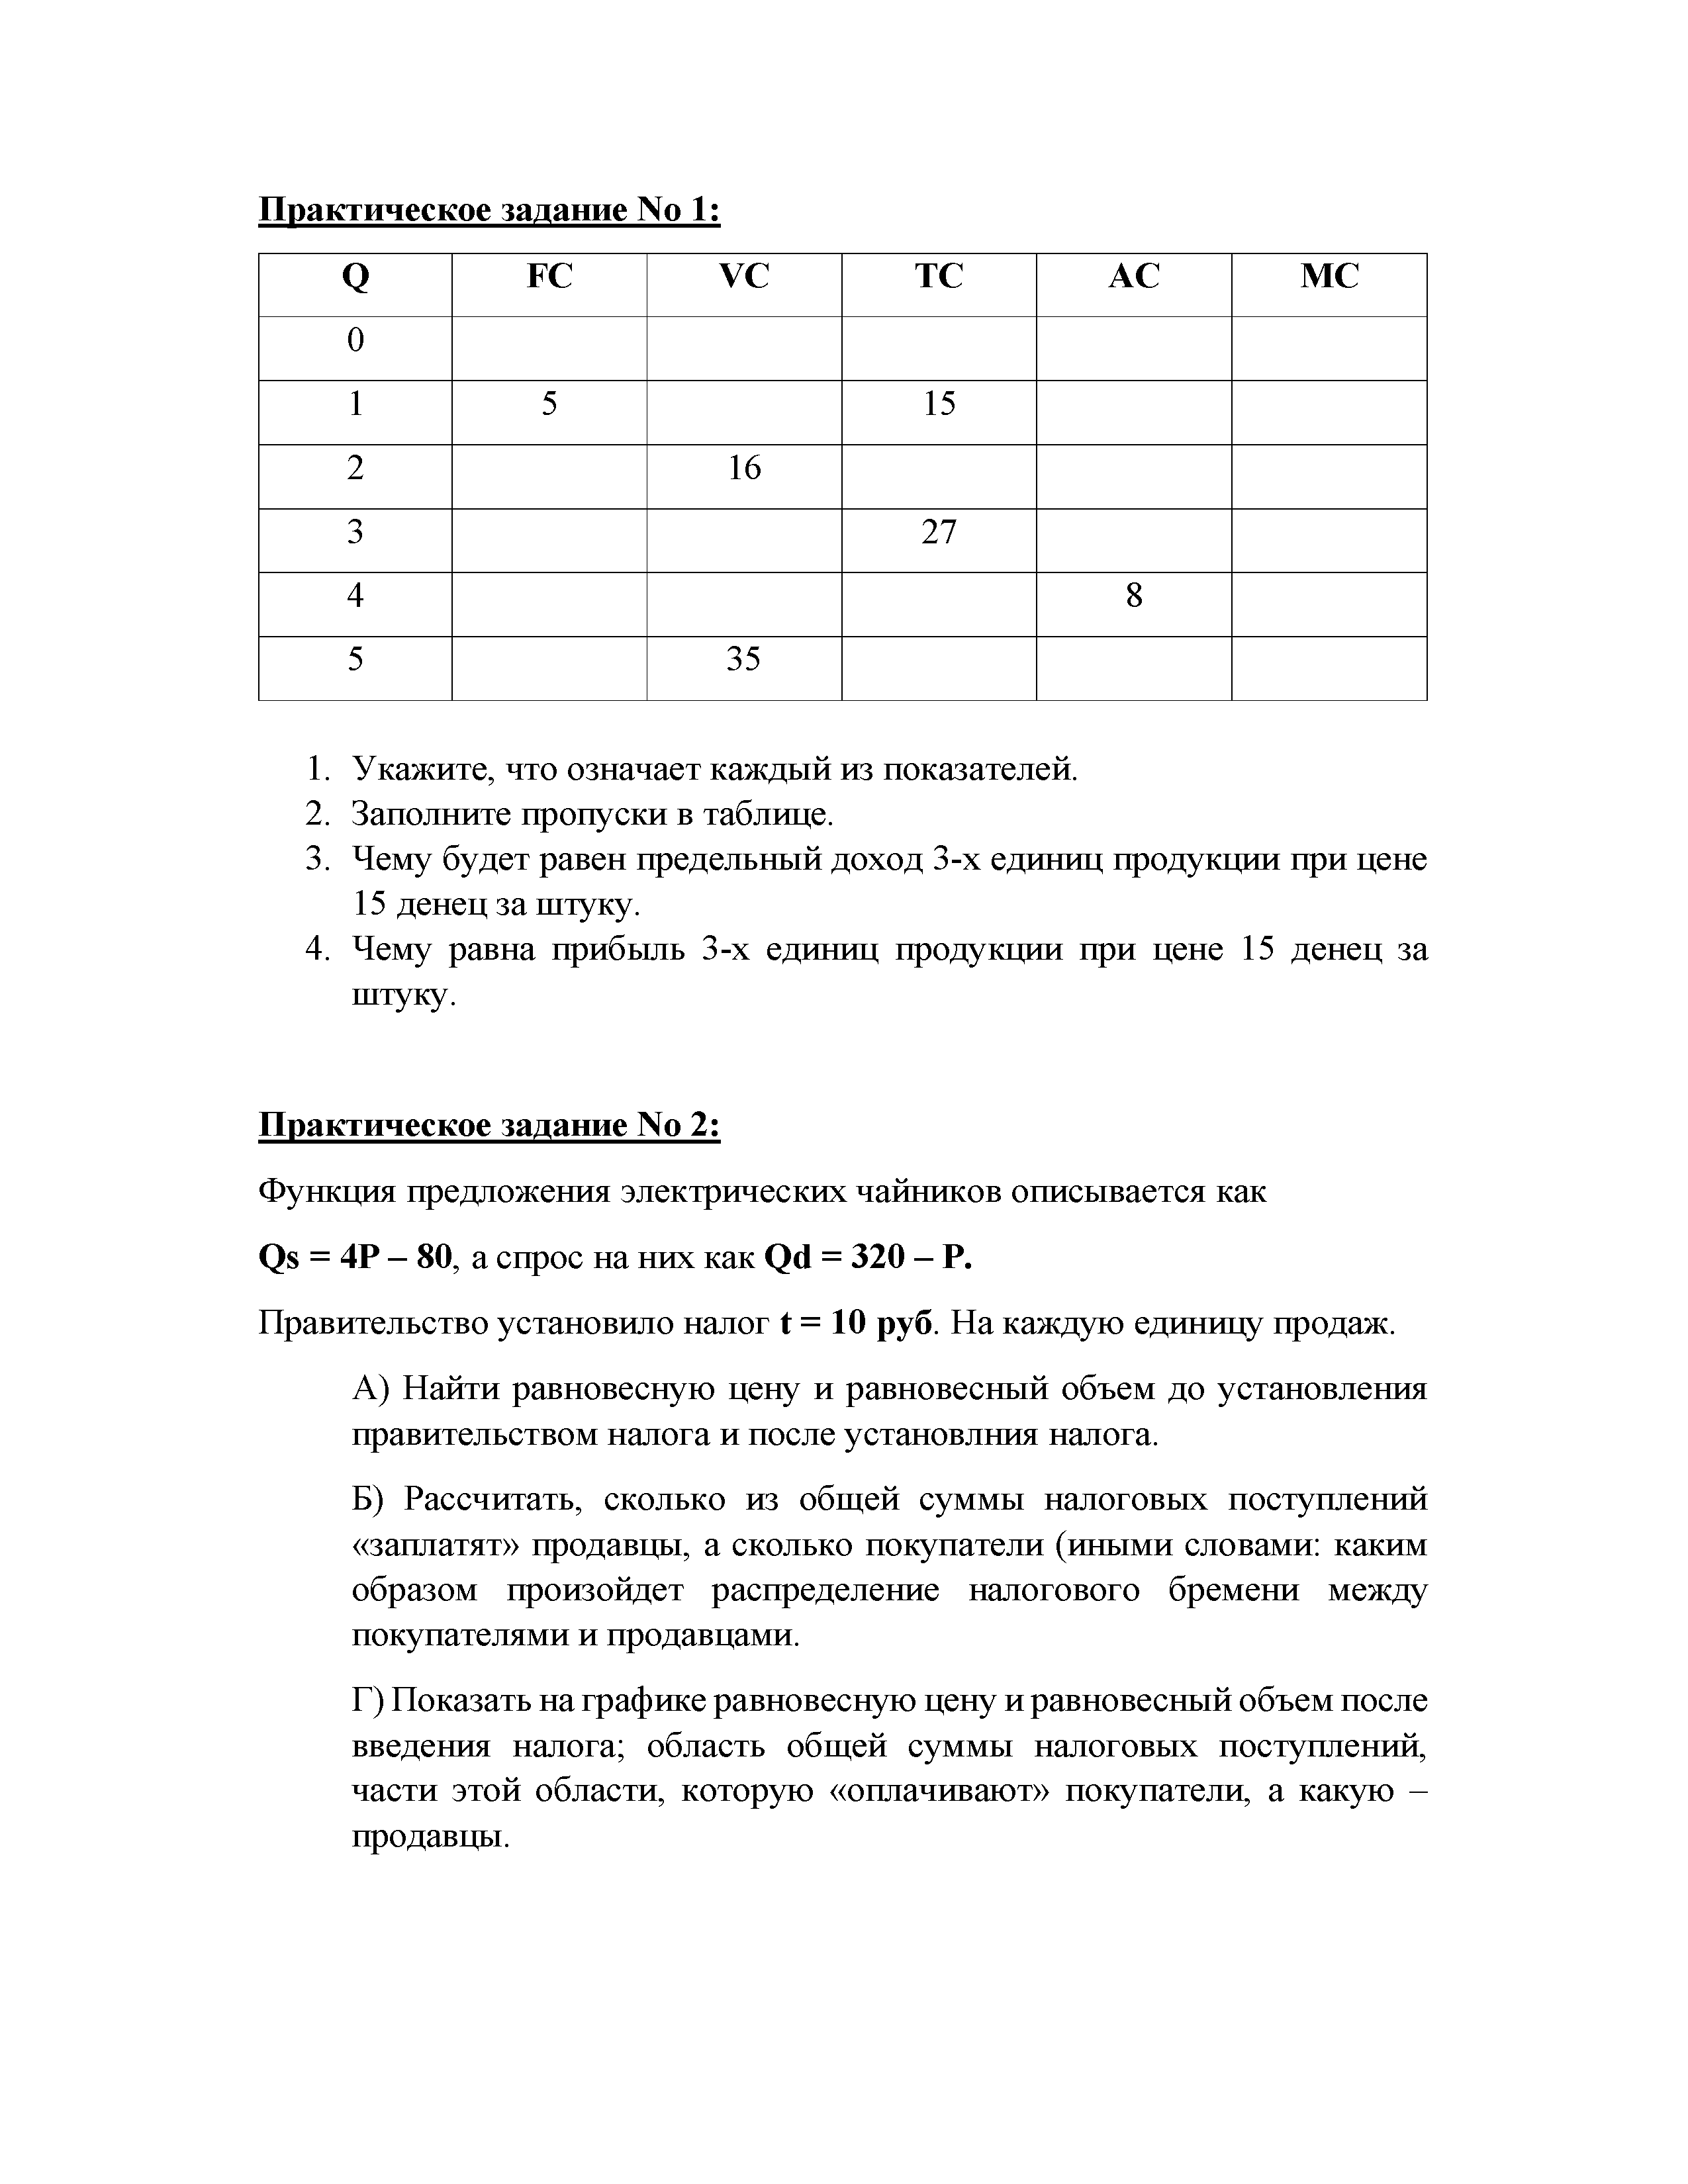 Практическое задание No 1:
Q FC VC TC AC MC
0
1 5 15
2 16
3 27
4 8
5 35
1. Укажите, что означает каждый из показателей.
2. Заполните пропуски в таблице.
3. Чему будет равен предельный доход 3-х единиц продукции при цене
15 денец за штуку.
4. Чему равна прибыль 3-х единиц продукции при цене 15 денец за
штуку.
Практическое задание No 2:
Функция предложения электрических чайников описывается как
Qs = 4P – 80, а спрос на них как Qd = 320 – P.
Правительство установило налог t = 10 руб. На каждую единицу продаж.
А) Найти равновесную цену и равновесный объем до установления
правительством налога и после установлния налога.
Б) Рассчитать, сколько из общей суммы налоговых поступлений
«заплатят» продавцы, а сколько покупатели (иными словами: каким
образом произойдет распределение налогового бремени между
покупателями и продавцами.
Г) Показать на графике равновесную цену и равновесный объем после
введения налога; область общей суммы налоговых поступлений,
части этой области, которую «оплачивают» покупатели, а какую –
продавцы.